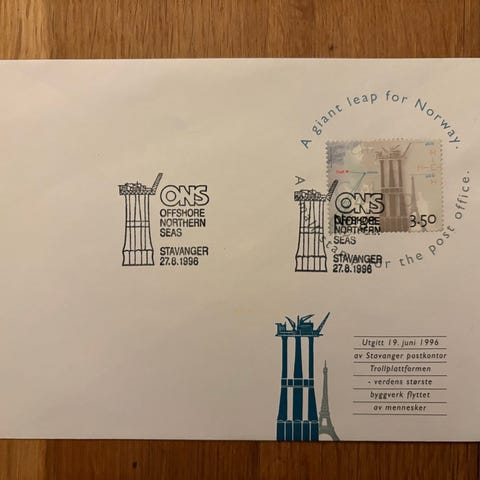 A giant leap for Norway.
A small stamp for the post office.
ONS
OFFSHORE
NORTHERN
SEAS
STAVANGER
27.8.1996
ONS
OFFSHORE
NORTHERN
SEAS
STAVANGER
27.8.1996
3.50
Utgitt 19. juni 1996
av Stavanger postkontor
Trollplattformen
- verdens største
byggverk flyttet
av mennesker